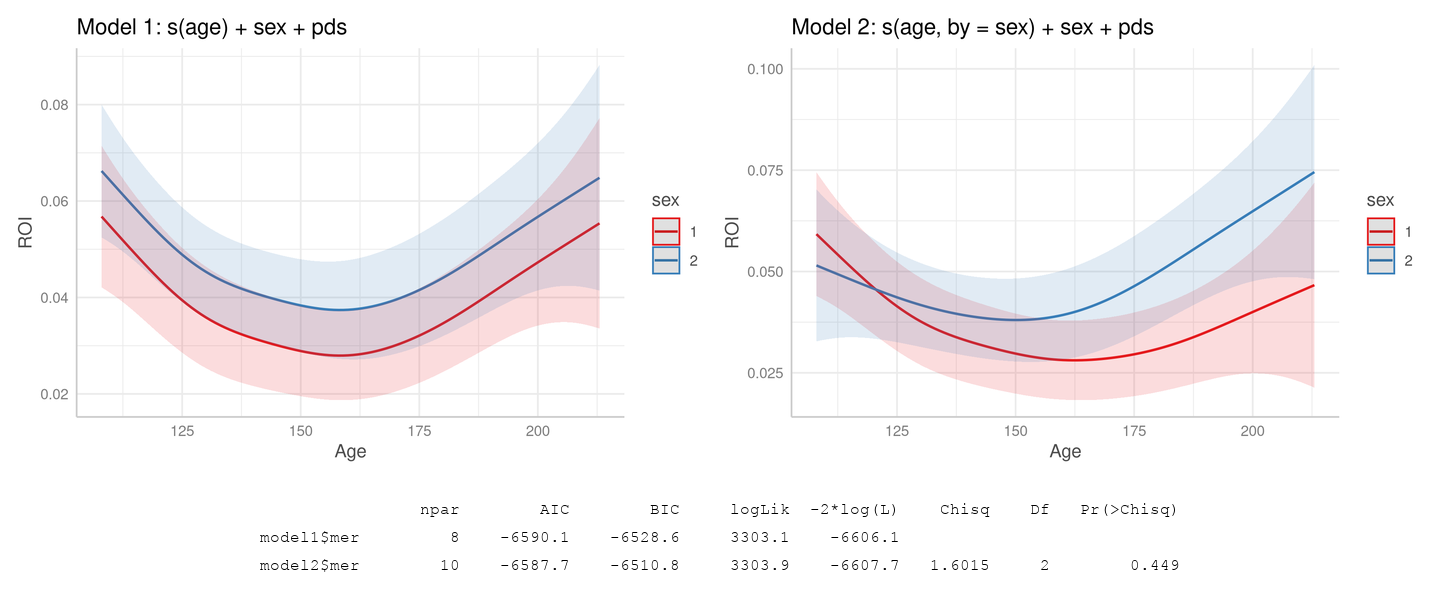 Model 1: s(age) + sex + pds
0.08
0.06
0.04
0.02
ROI
125 150 175 200
Age
sex
1
2
Model 2: s(age, by = sex) + sex + pds
0.100
0.075
0.050
0.025
ROI
125 150 175 200
Age
sex
1
2
npar AIC BIC logLik -2*log(L) Chisq Df Pr(>Chisq)
model1$mer 8 -6590.1 -6528.6 3303.1 -6606.1
model2$mer 10 -6587.7 -6510.8 3303.9 -6607.7 1.6015 2 0.449